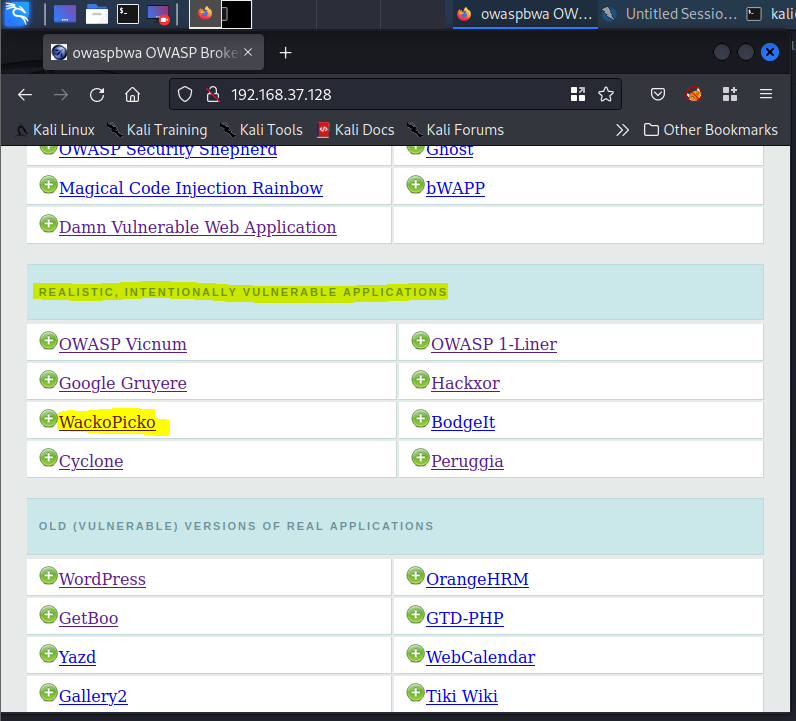 owaspbwa OW...
Untitled Sessio...
kali
owaspbwa OWASP Broke
192.168.37.128
Kali Linux
Kali Training
Kali Tools
Kali Docs
Kali Forums
Other Bookmarks
OWASP Security Shepherd
Ghost
Magical Code Injection Rainbow
bWAPP
Damn Vulnerable Web Application
REALISTIC, INTENTIONALLY VULNERABLE APPLICATIONS
OWASP Vicnum
OWASP 1-Liner
Google Gruyere
Hackxor
WackoPicko
BodgeIt
Cyclone
Peruggia
OLD (VULNERABLE) VERSIONS OF REAL APPLICATIONS
WordPress
OrangeHRM
GetBoo
GTD-PHP
Yazd
WebCalendar
Gallery2
Tiki Wiki